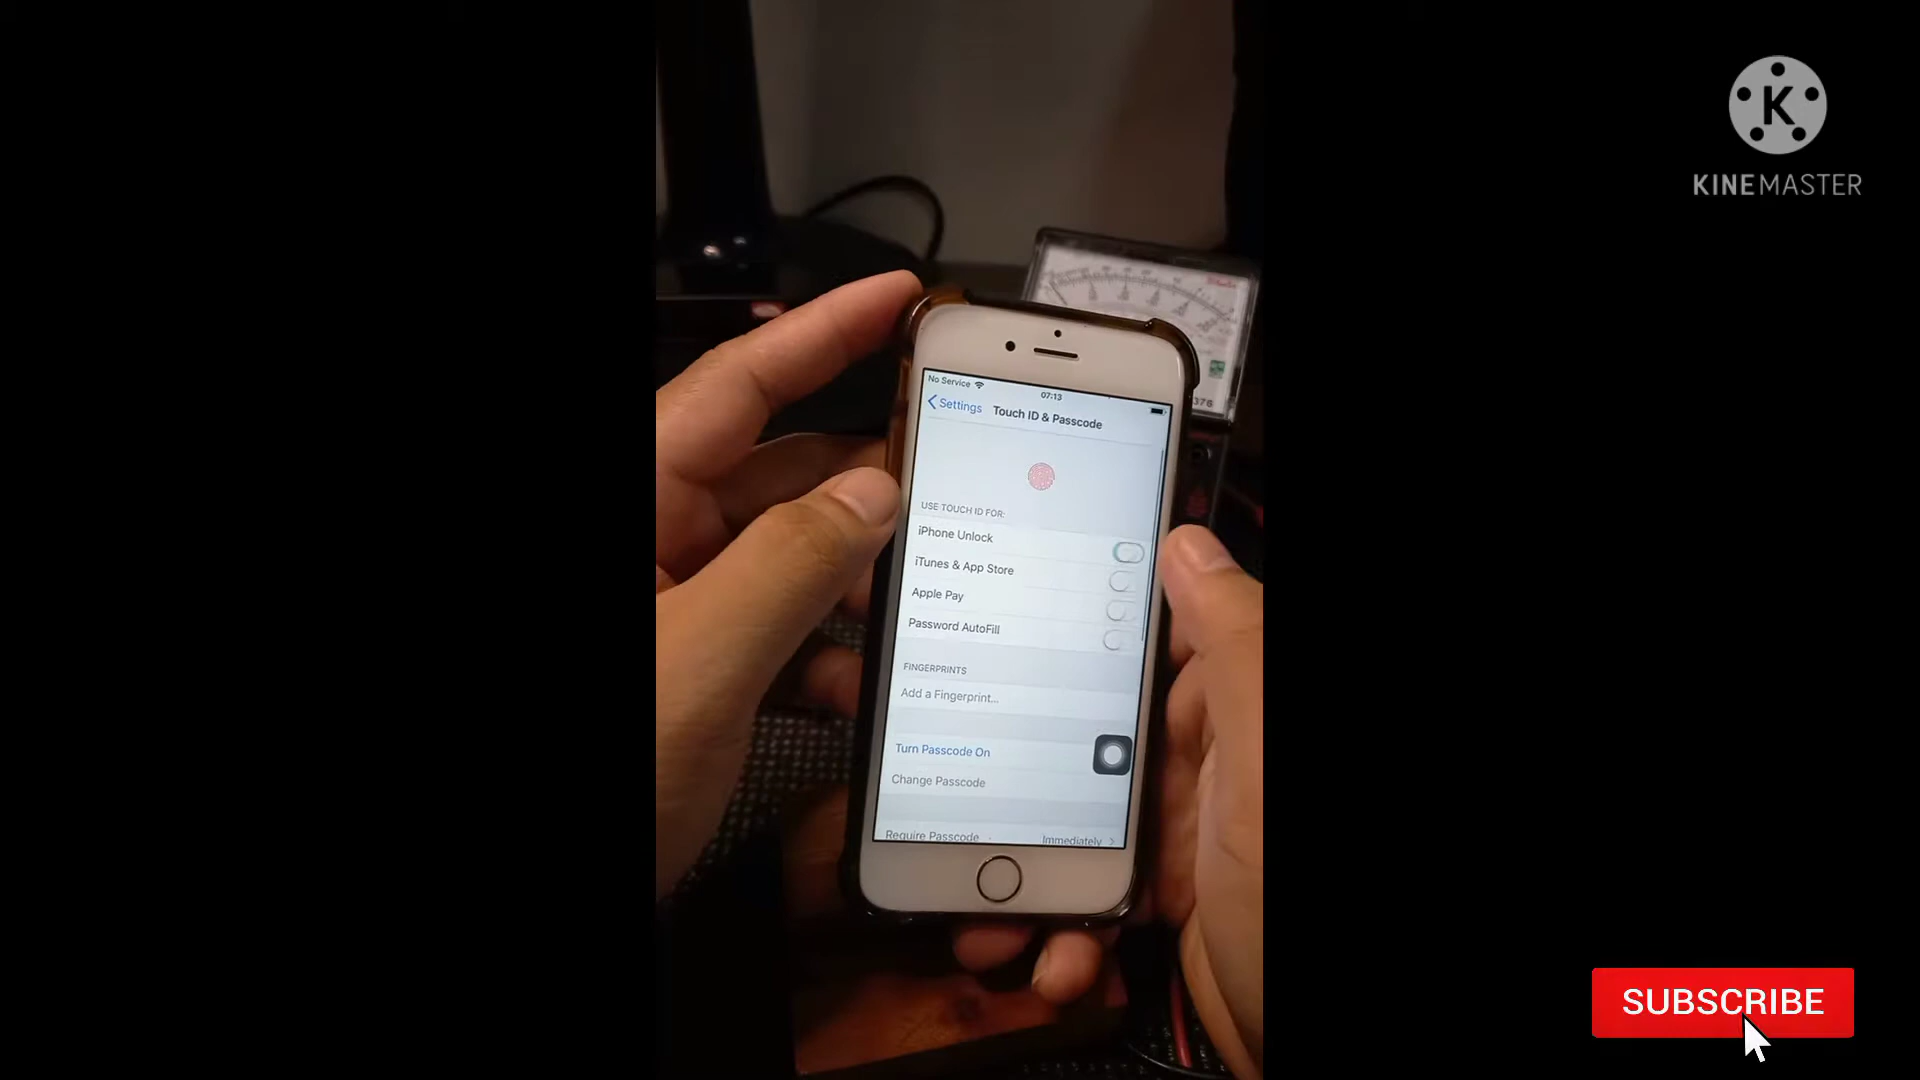 KINEMASTER
No Service
07:13
Settings
Touch ID & Passcode
USE TOUCH ID FOR:
iPhone Unlock
iTunes & App Store
Apple Pay
Password AutoFill
FINGERPRINTS
Add a Fingerprint...
Turn Passcode On
Change Passcode
Require Passcode
Immediately
376
SUBSCRIBE